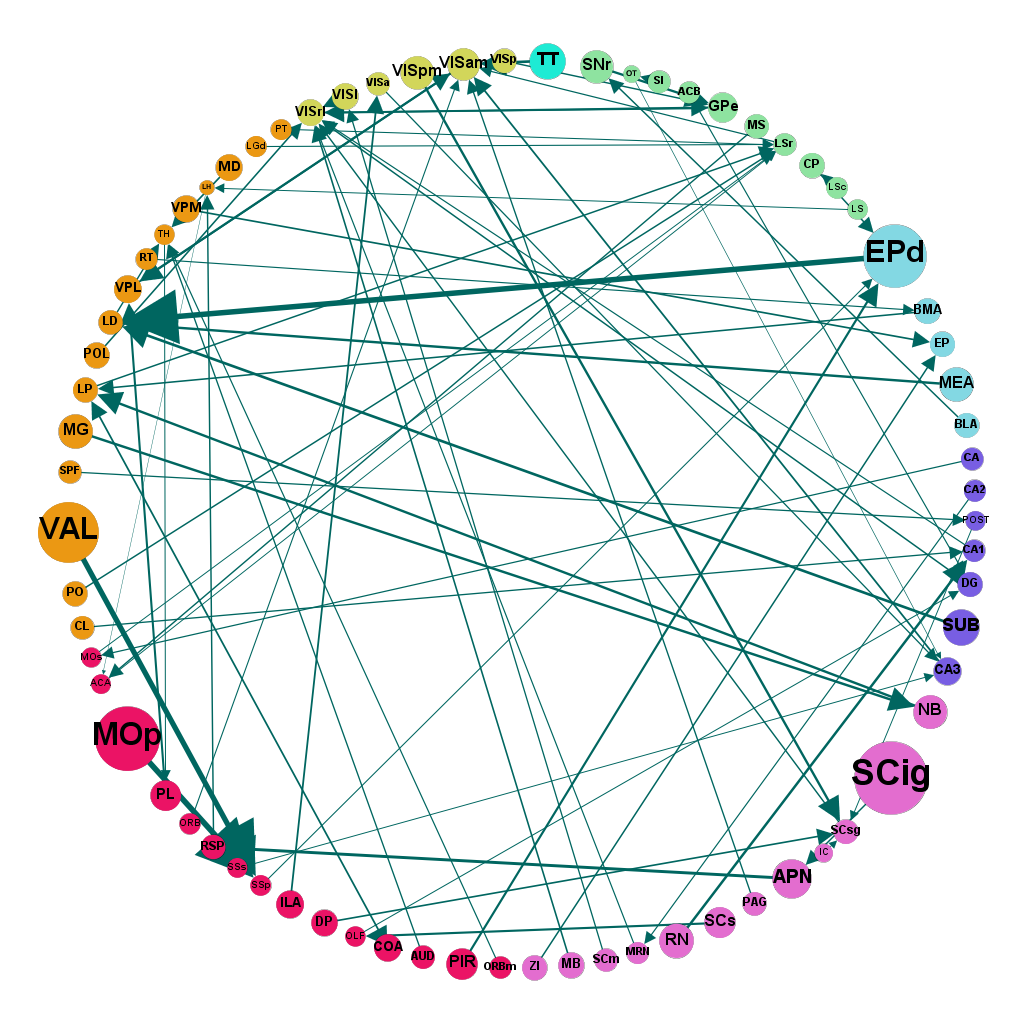 TT
VISp
VISam
VISpm
VISa
VISl
VISrl
SNr
OT
SI
ACB
GPe
MS
LSr
CP
LSc
LS
EPd
BMA
EP
MEA
BLA
CA
CA2
POST
CA1
DG
SUB
CA3
NB
SCig
SCsg
IC
APN
PAG
SCs
RN
MRN
SCm
MB
ZI
ORBm
PIR
AUD
COA
OLF
DP
ILA
SSp
SSs
RSP
ORB
PL
MOp
ACA
MOs
CL
PO
VAL
SPF
MG
LP
POL
LD
VPL
RT
TH
VPM
LH
MD
LGd
PT